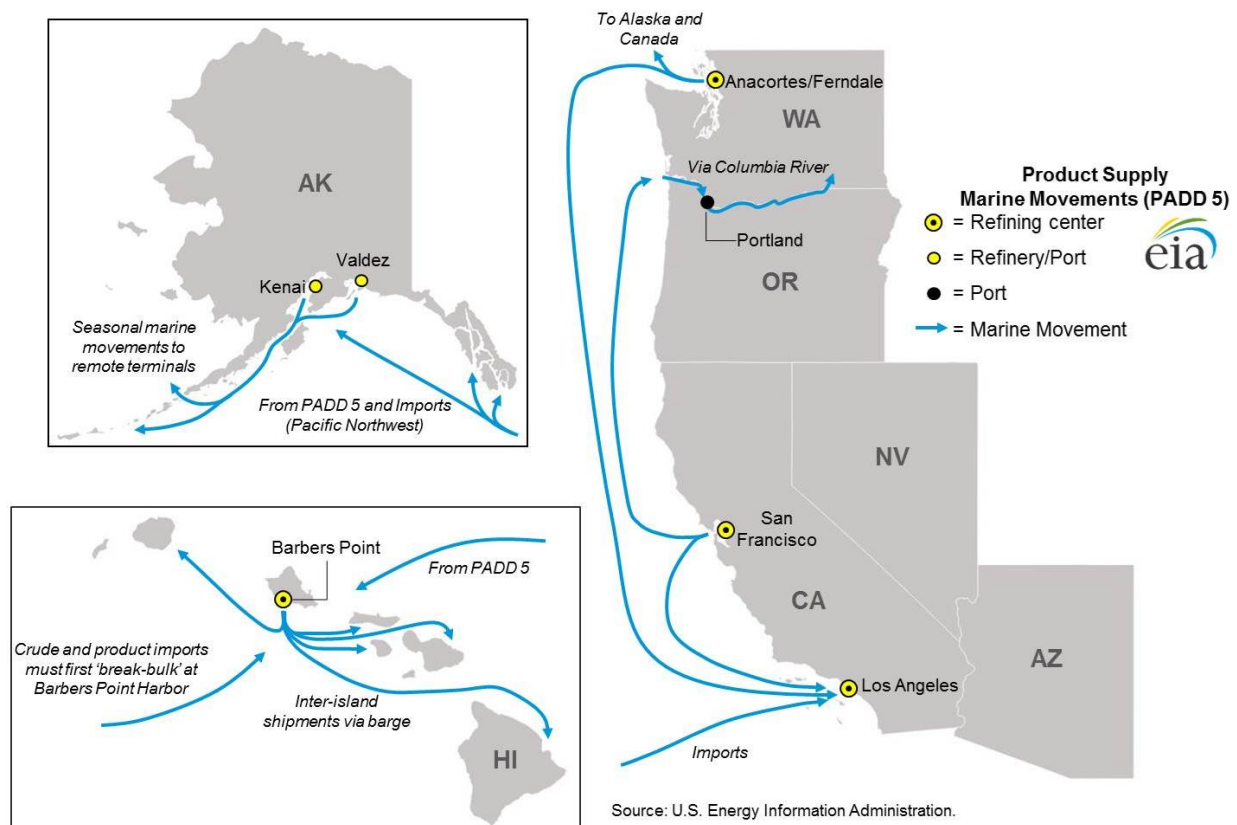 To Alaska and
Canada
Anacortes/Ferndale
WA
Via Columbia River
Portland
OR
Product Supply
Marine Movements (PADD 5)
= Refining center
= Refinery/Port
= Port
= Marine Movement
eia
AK
Valdez
Kenai
Seasonal marine
movements to
remote terminals
From PADD 5 and Imports
(Pacific Northwest)
NV
San
Francisco
CA
AZ
Los Angeles
Imports
Barbers Point
From PADD 5
Crude and product imports
must first ‘break-bulk’ at
Barbers Point Harbor
Inter-island
shipments via barge
HI
Source: U.S. Energy Information Administration.